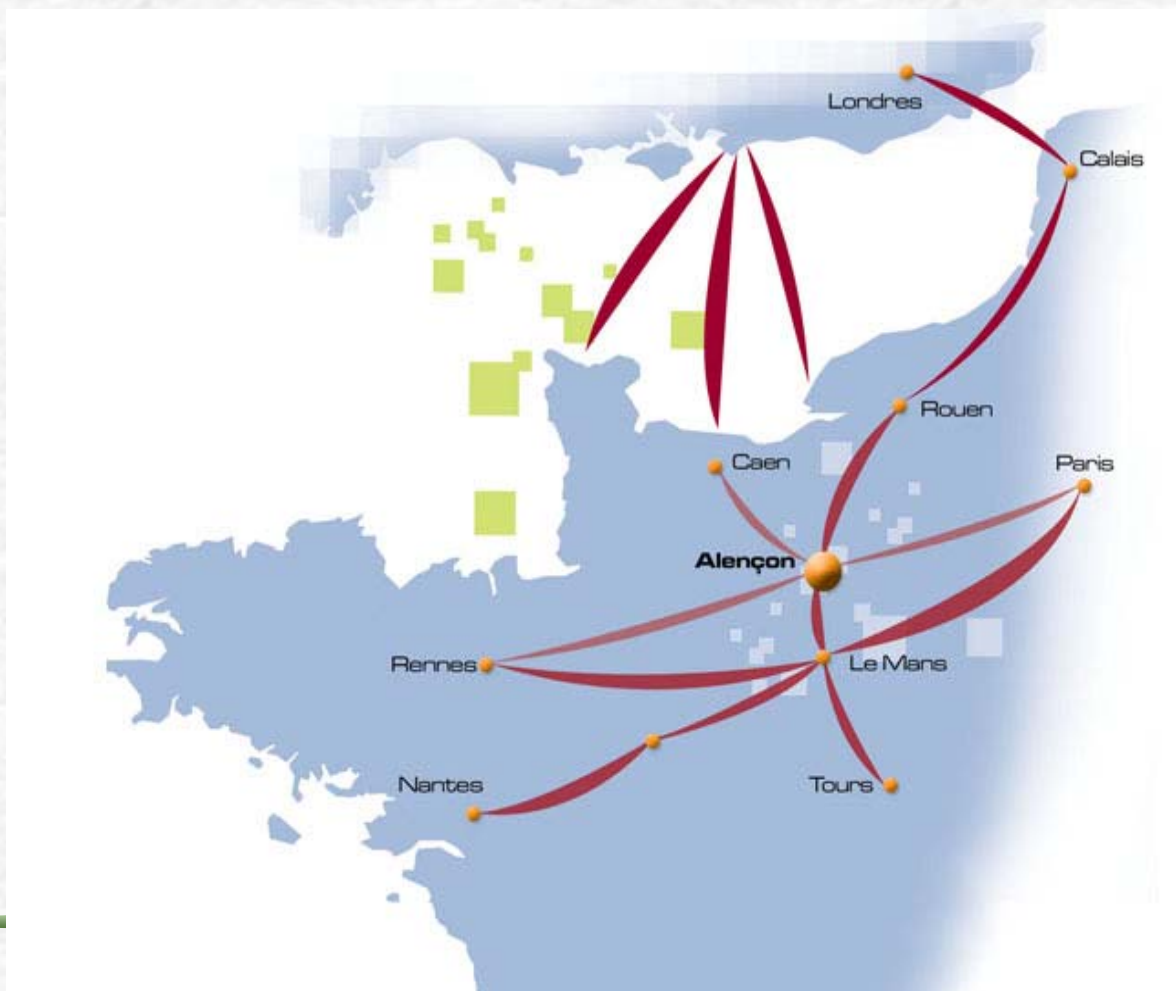 Londres
Calais
Rouen
Caen
Paris
Alençon
Rennes
Le Mans
Nantes
Tours